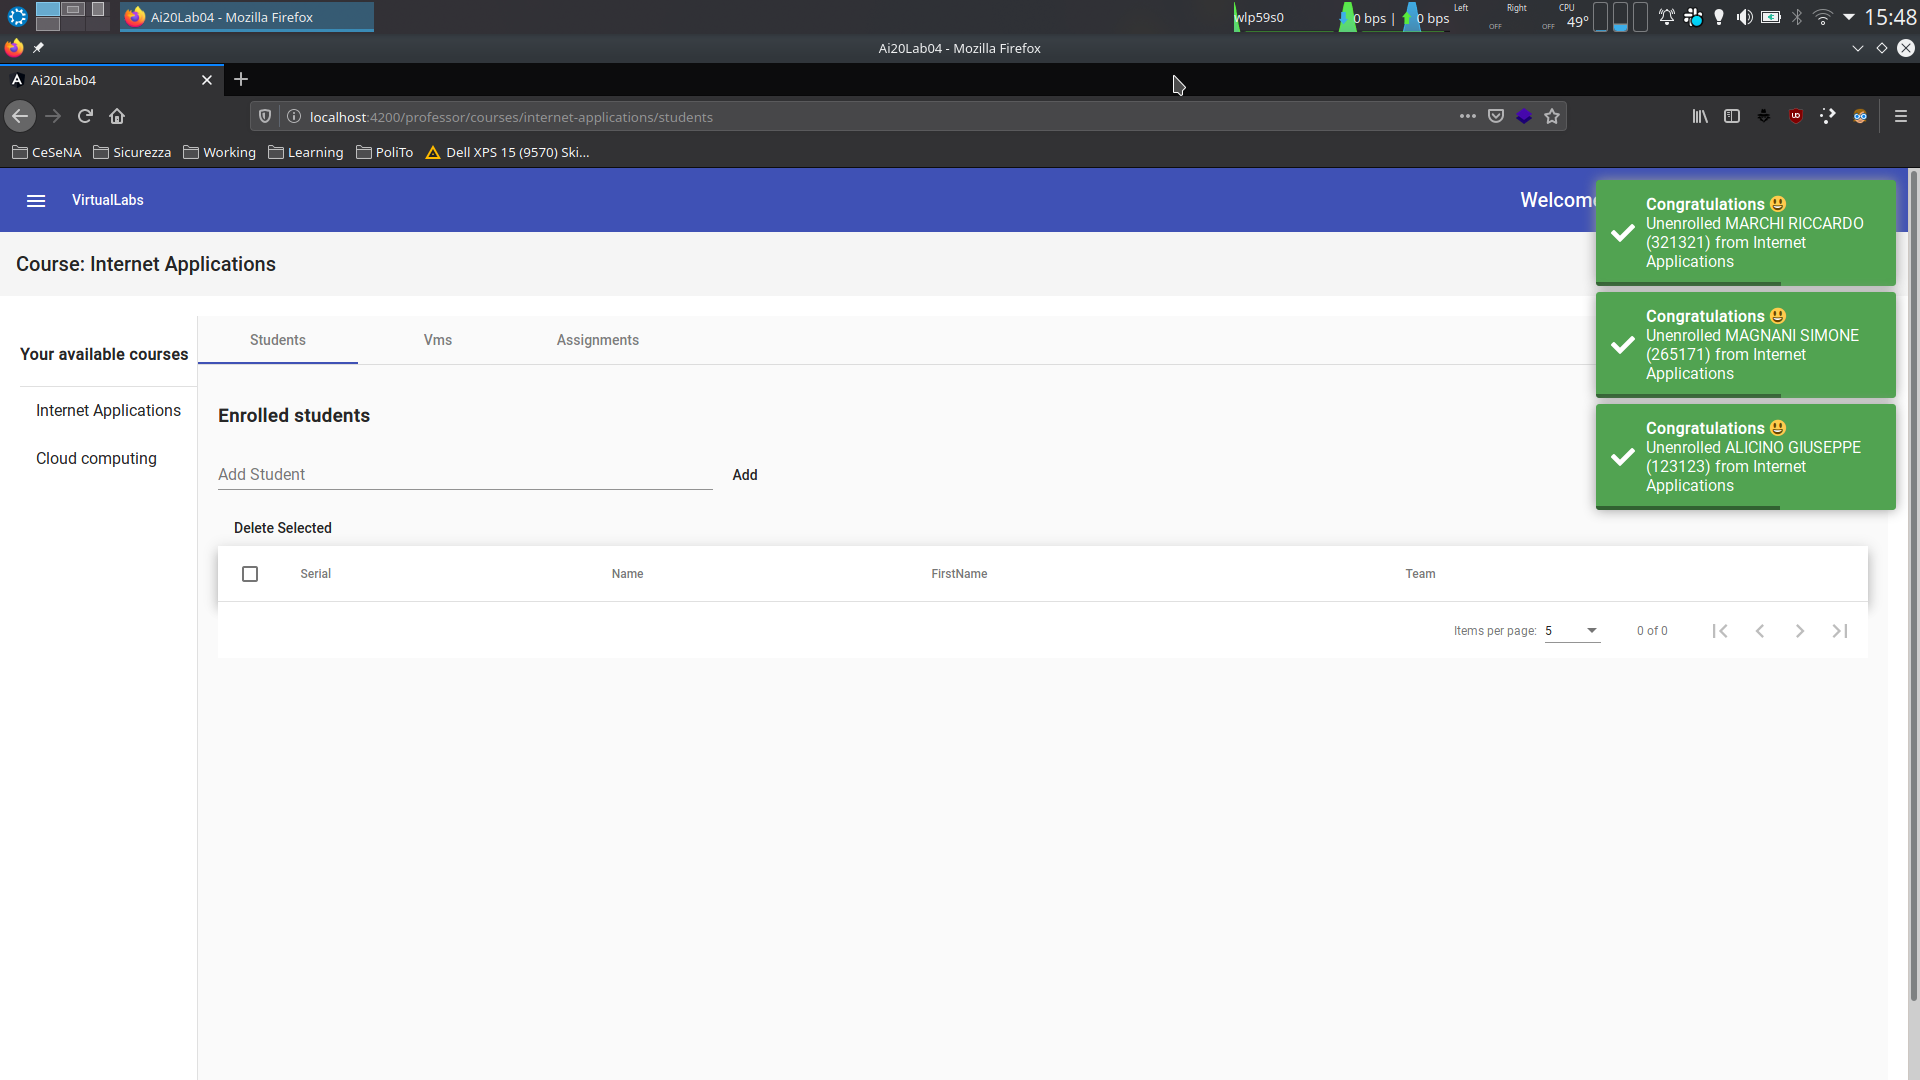 Ai20Lab04 - Mozilla Firefox
wlp59s0
0 bps | 0 bps
Left
OFF
Right
OFF
CPU
49°
15:48
Ai20Lab04 - Mozilla Firefox
Ai20Lab04
localhost:4200/professor/courses/internet-applications/students
CeSeNA
Sicurezza
Working
Learning
PoliTo
Dell XPS 15 (9570) Ski...
VirtualLabs
Welcome
Course: Internet Applications
Congratulations 😃
Unenrolled MARCHI RICCARDO
(321321) from Internet
Applications
Congratulations 😃
Unenrolled MAGNANI SIMONE
(265171) from Internet
Applications
Congratulations 😃
Unenrolled ALICINO GIUSEPPE
(123123) from Internet
Applications
Your available courses
Internet Applications
Cloud computing
Students
Vms
Assignments
Enrolled students
Add Student
Add
Delete Selected
Serial
Name
FirstName
Team
Items per page:
5
0 of 0